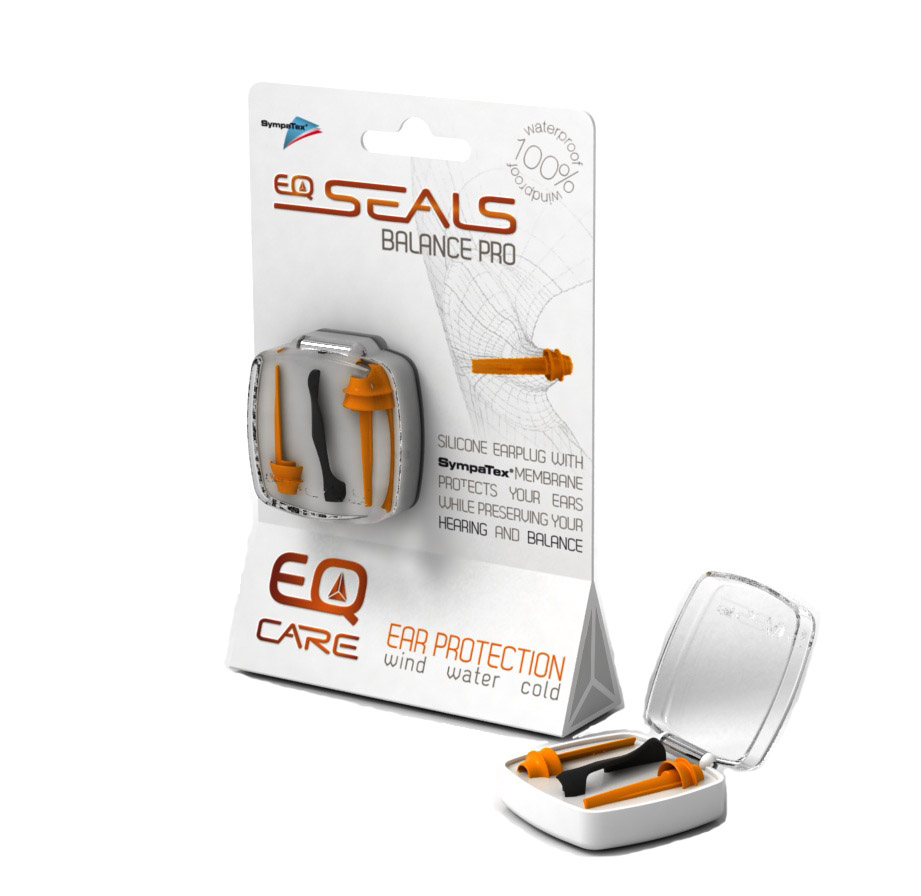 SympaTex®
waterproof
100%
windproof
EQ SEALS
BALANCE PRO
SILICONE EARPLUG WITH
SympaTex® MEMBRANE
PROTECTS YOUR EARS
WHILE PRESERVING YOUR
HEARING AND BALANCE
EQ
CARE
EAR PROTECTION
wind water cold